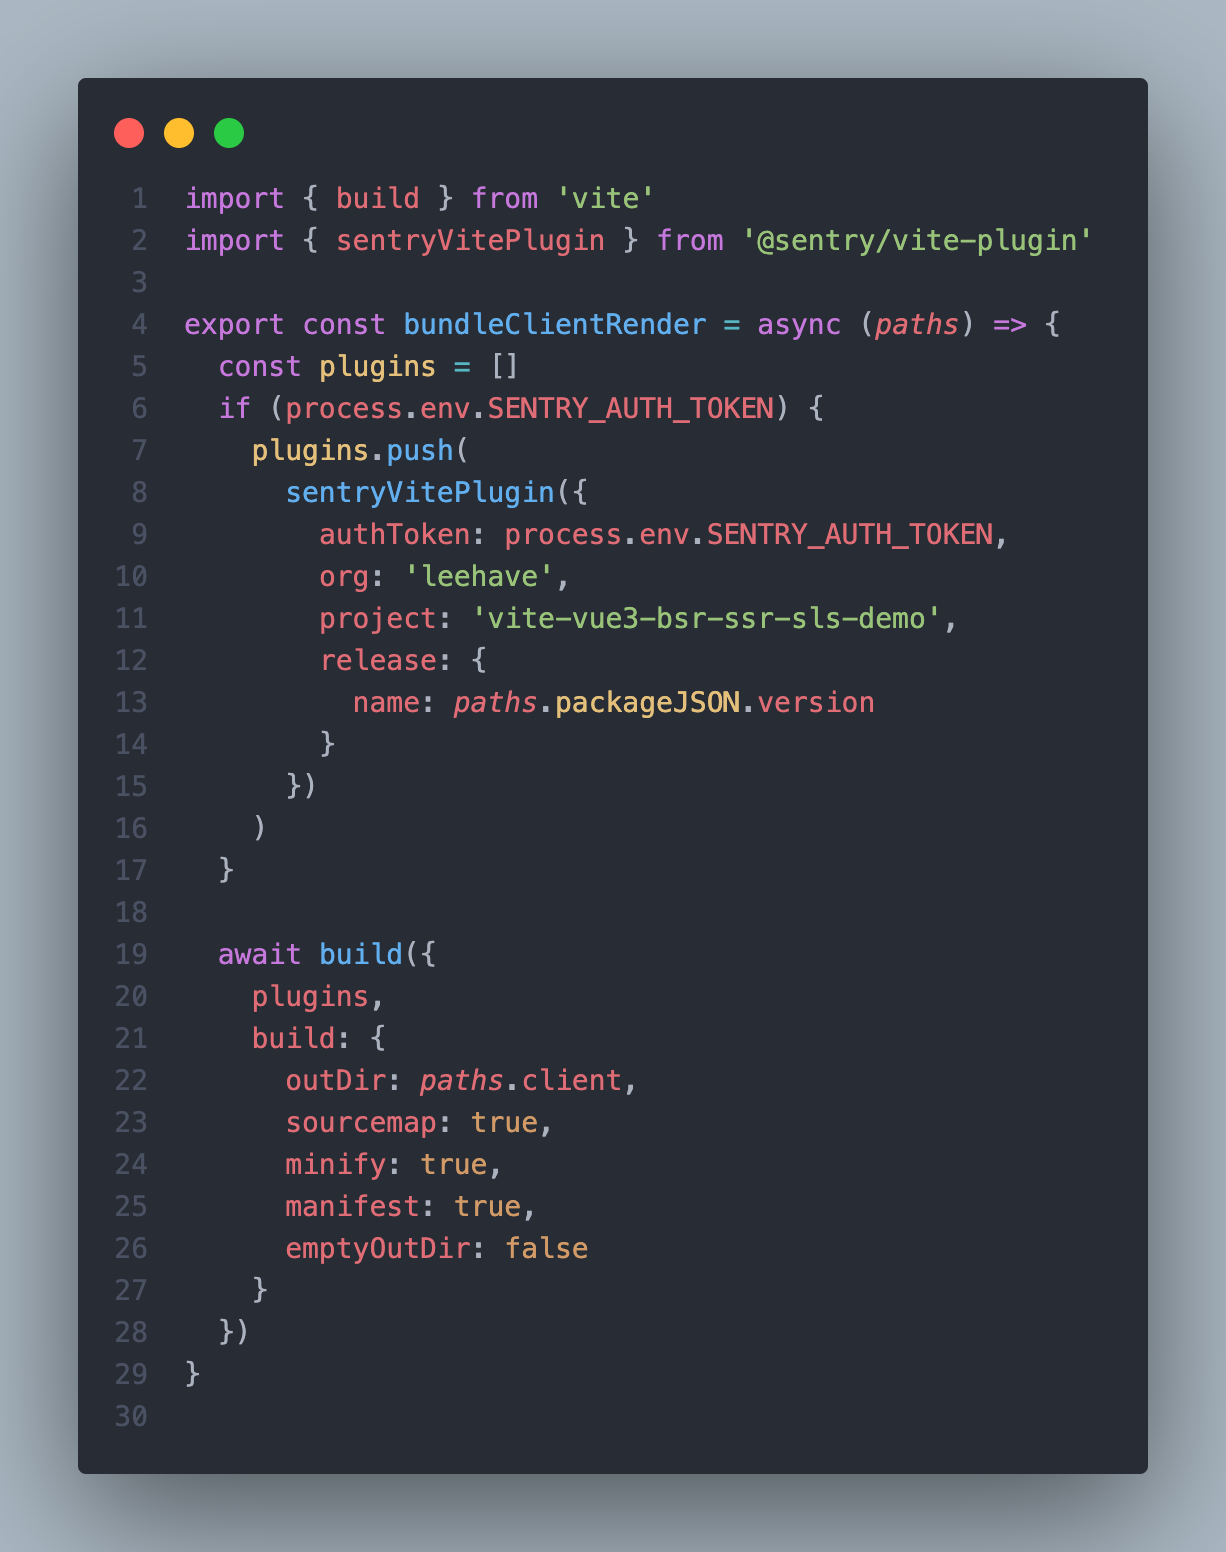 1 import { build } from 'vite'
2 import { sentryVitePlugin } from '@sentry/vite-plugin'
3
4 export const bundleClientRender = async (paths) => {
5   const plugins = []
6   if (process.env.SENTRY_AUTH_TOKEN) {
7     plugins.push(
8       sentryVitePlugin({
9         authToken: process.env.SENTRY_AUTH_TOKEN,
10         org: 'leehave',
11         project: 'vite-vue3-bsr-ssr-sls-demo',
12         release: {
13           name: paths.packageJSON.version
14         }
15       })
16     )
17   }
18
19   await build({
20     plugins,
21     build: {
22       outDir: paths.client,
23       sourcemap: true,
24       minify: true,
25       manifest: true,
26       emptyOutDir: false
27     }
28   })
29 }
30